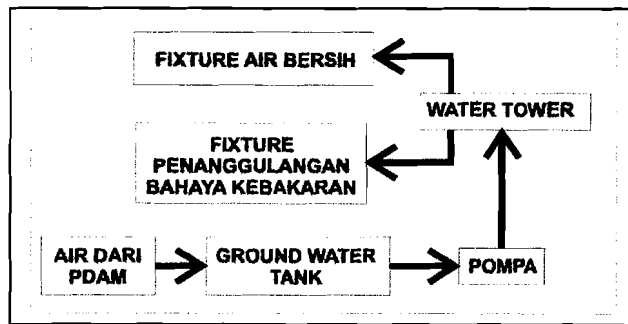 FIXTURE AIR BERSIH
WATER TOWER
FIXTURE
PENANGGULANGAN
BAHAYA KEBAKARAN
AIR DARI
PDAM
GROUND WATER
TANK
POMPA